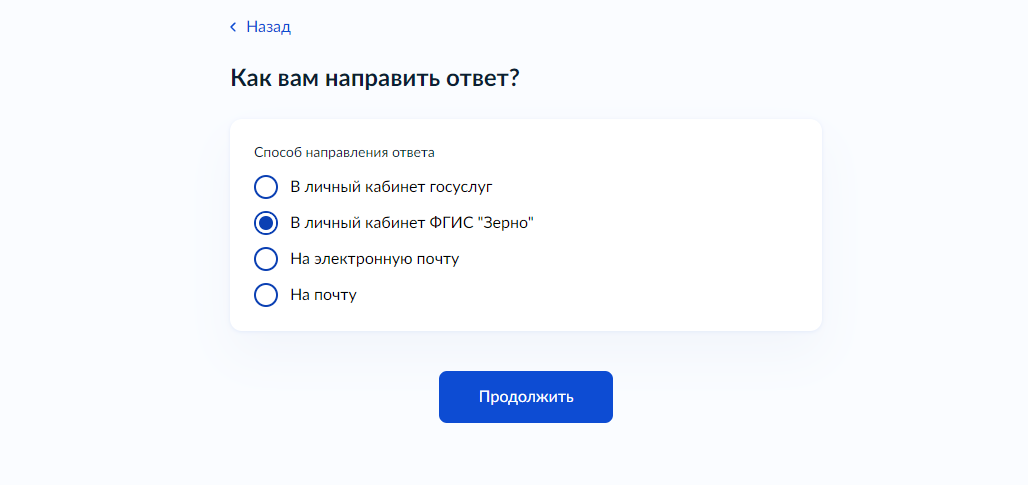 Назад
Как вам направить ответ?
Способ направления ответа
В личный кабинет госуслуг
В личный кабинет ФГИС "Зерно"
На электронную почту
На почту
Продолжить